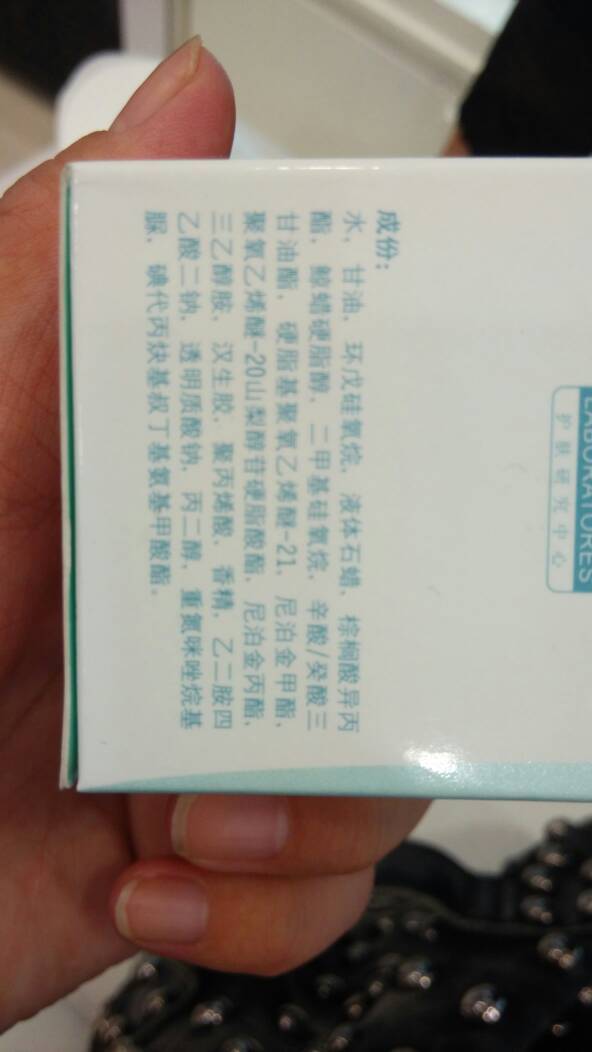 成份：
水，甘油，环戊硅氧烷，液体石蜡，棕榈酸异丙
酯，鲸蜡硬脂醇，二甲基硅氧烷，辛酸/癸酸三
甘油酯，硬脂基聚氧乙烯醚-21，尼泊金甲酯，
聚氧乙烯醚-20山梨醇苷硬脂酸酯，尼泊金丙酯，
三乙醇胺，汉生胶，聚丙烯酸，香精，乙二胺四
乙酸二钠，透明质酸钠，丙二醇，重氮咪唑烷基
脲，碘代丙炔基叔丁基氨基甲酸酯。
LABORATOIRES
护肤研究中心